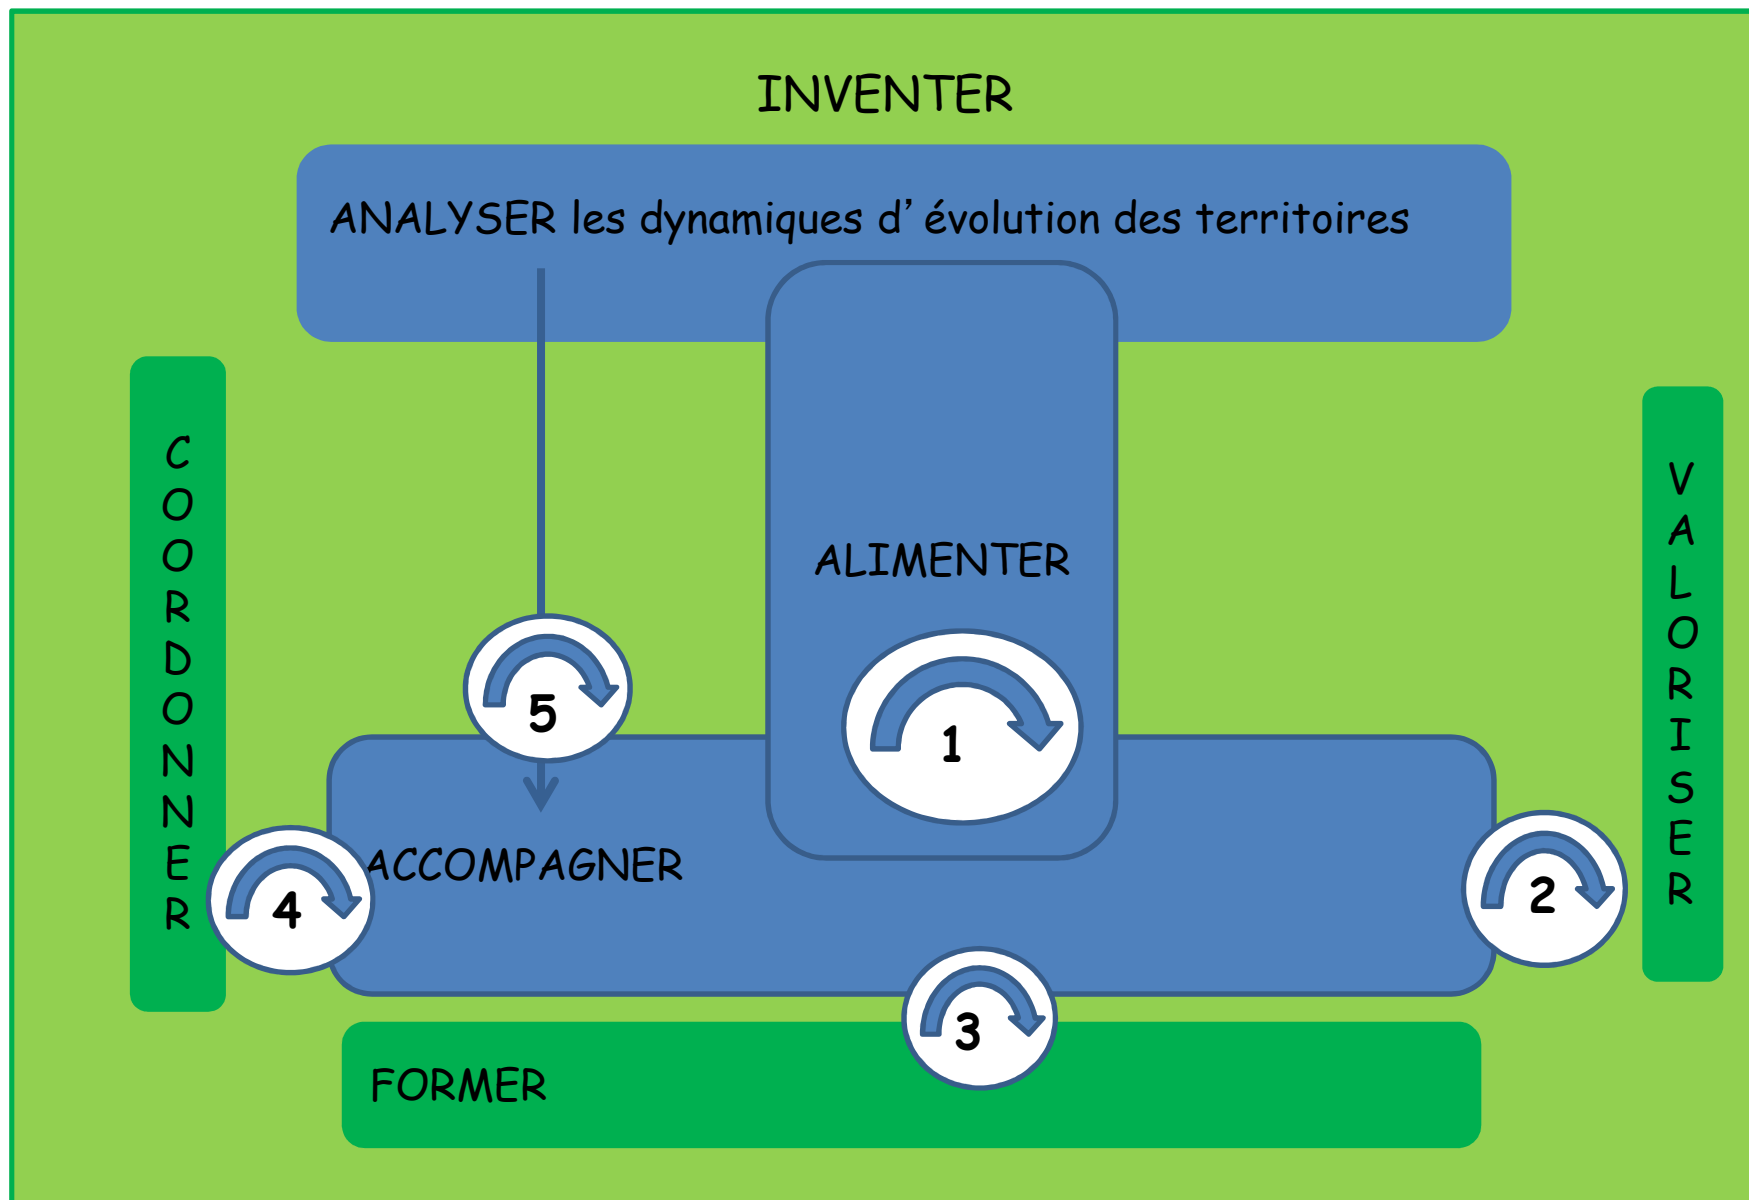 INVENTER
ANALYSER les dynamiques d’évolution des territoires
COORDONNER
VALORISER
ALIMENTER
5
1
ACCOMPAGNER
4
2
3
FORMER